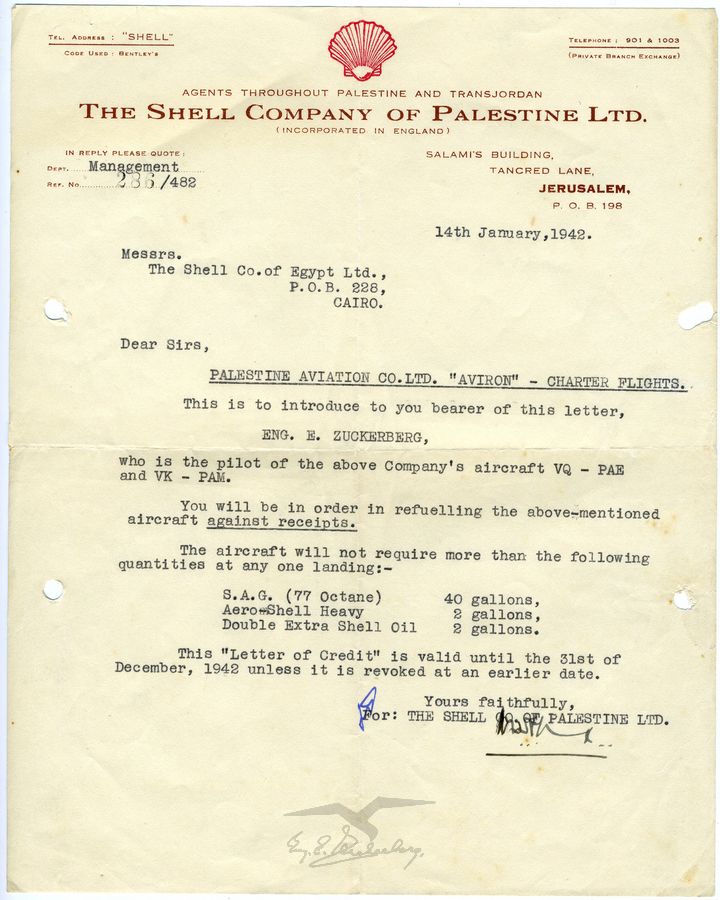 TEL. ADDRESS : "SHELL"
CODE USED : BENTLEY'S
TELEPHONE : 901 & 1003
(PRIVATE BRANCH EXCHANGE)
AGENTS THROUGHOUT PALESTINE AND TRANSJORDAN
THE SHELL COMPANY OF PALESTINE LTD.
(INCORPORATED IN ENGLAND)
IN REPLY PLEASE QUOTE :
DEPT. Management
REF. No. 286/482
SALAMI'S BUILDING,
TANCRED LANE,
JERUSALEM,
P. O. B. 198
14th January,1942.
Messrs.
The Shell Co.of Egypt Ltd.,
P.O.B. 228,
CAIRO.
Dear Sirs,
PALESTINE AVIATION CO.LTD. "AVIRON" - CHARTER FLIGHTS.
This is to introduce to you bearer of this letter,
ENG. E. ZUCKERBERG,
who is the pilot of the above Company's aircraft VQ - PAE
and VK - PAM.
You will be in order in refuelling the above-mentioned
aircraft against receipts.
The aircraft will not require more than the following
quantities at any one landing:-
S.A.G. (77 Octane) 40 gallons,
Aero-Shell Heavy 2 gallons,
Double Extra Shell Oil 2 gallons.
This "Letter of Credit" is valid until the 31st of
December, 1942 unless it is revoked at an earlier date.
Yours faithfully,
For: THE SHELL CO.OF PALESTINE LTD.
Eng. E.